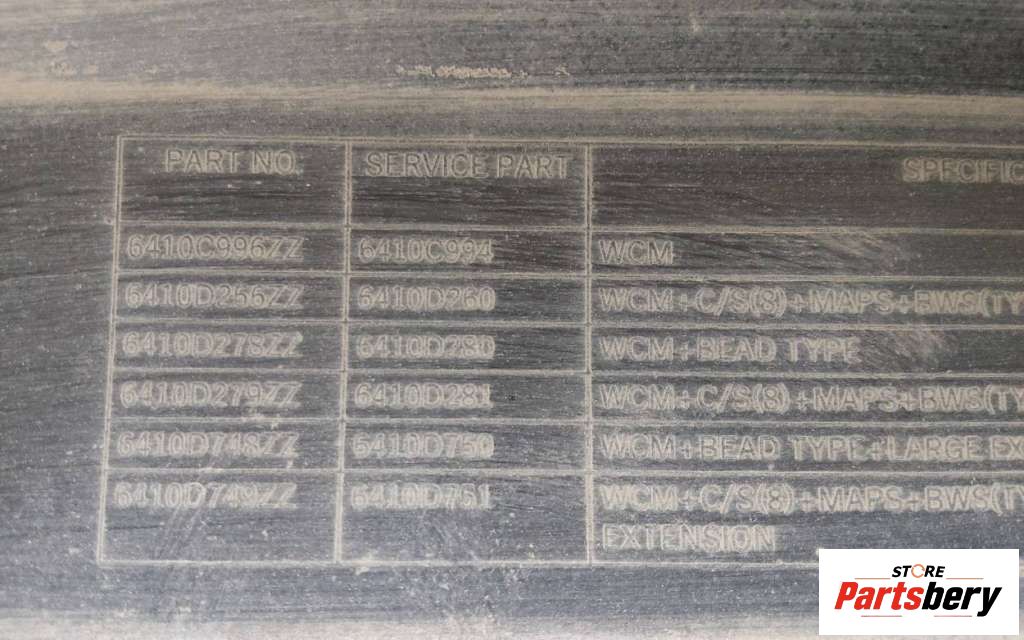 PART NO. SERVICE PART SPECIFIC
6410C996ZZ 6410C994 WCM
6410D256ZZ 6410D260 WCM+C/S(8)+MAPS+BWS(TY
6410D278ZZ 6410D280 WCM+BEAD TYPE
6410D279ZZ 6410D281 WCM+C/S(8)+MAPS+BWS(TY
6410D748ZZ 6410D750 WCM+BEAD TYPE+LARGE EX
6410D749ZZ 6410D751 WCM+C/S(8)+MAPS+BWS(TY
EXTENSION
STORE
Partsbery